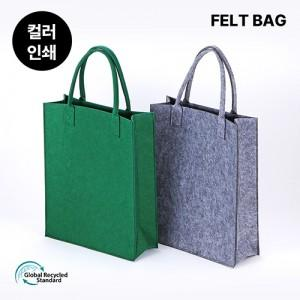 컬러
인쇄
FELT BAG
Global Recycled
Standard